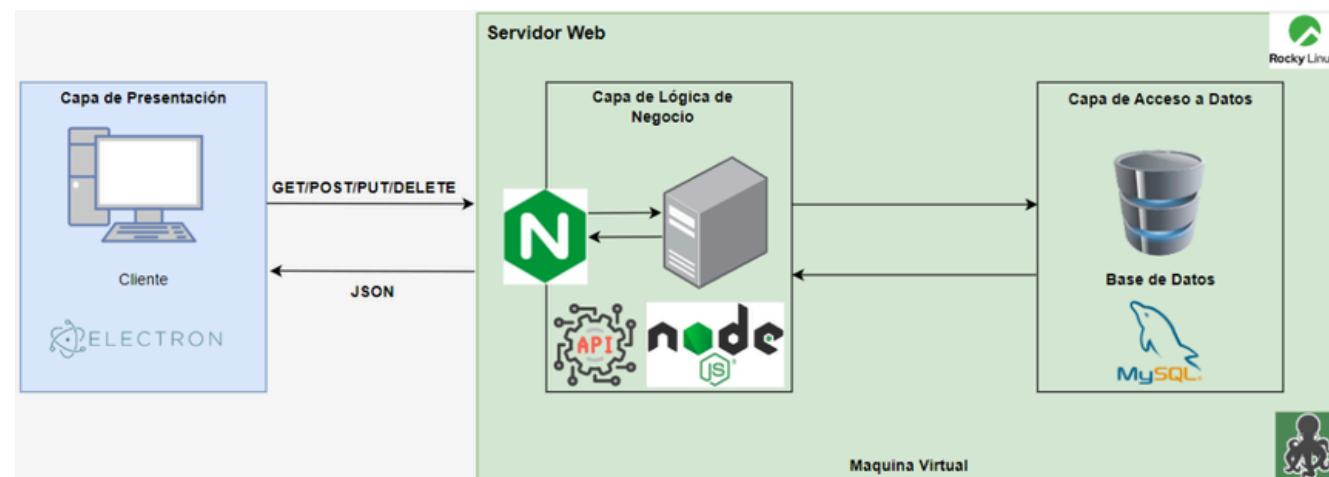 Servidor Web
Rocky Linu
Capa de Presentación
Capa de Lógica de
Negocio
Capa de Acceso a Datos
GET/POST/PUT/DELETE
N
Cliente
JSON
Base de Datos
ELECTRON
API
node
JS
MySQL
Maquina Virtual